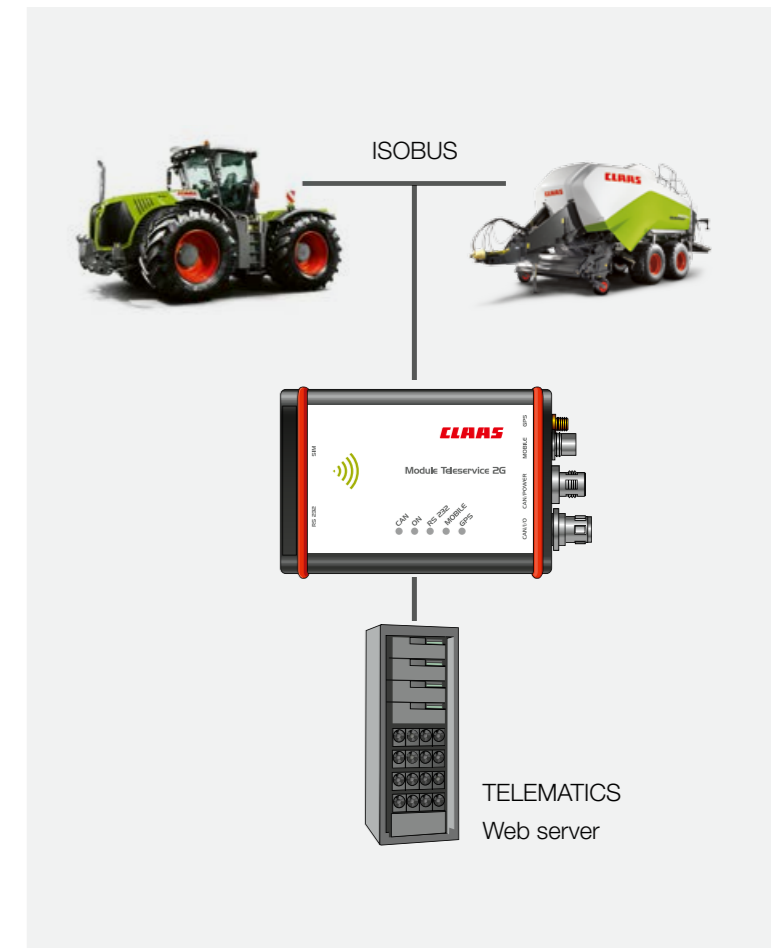 ISOBUS
CLAAS
CLAAS
GPS
MOBILE
CAN/POWER
CAN I/O
SIM
RS 232
Module Teleservice 2G
CAN
ON
RS 232
MOBILE
GPS
TELEMATICS
Web server